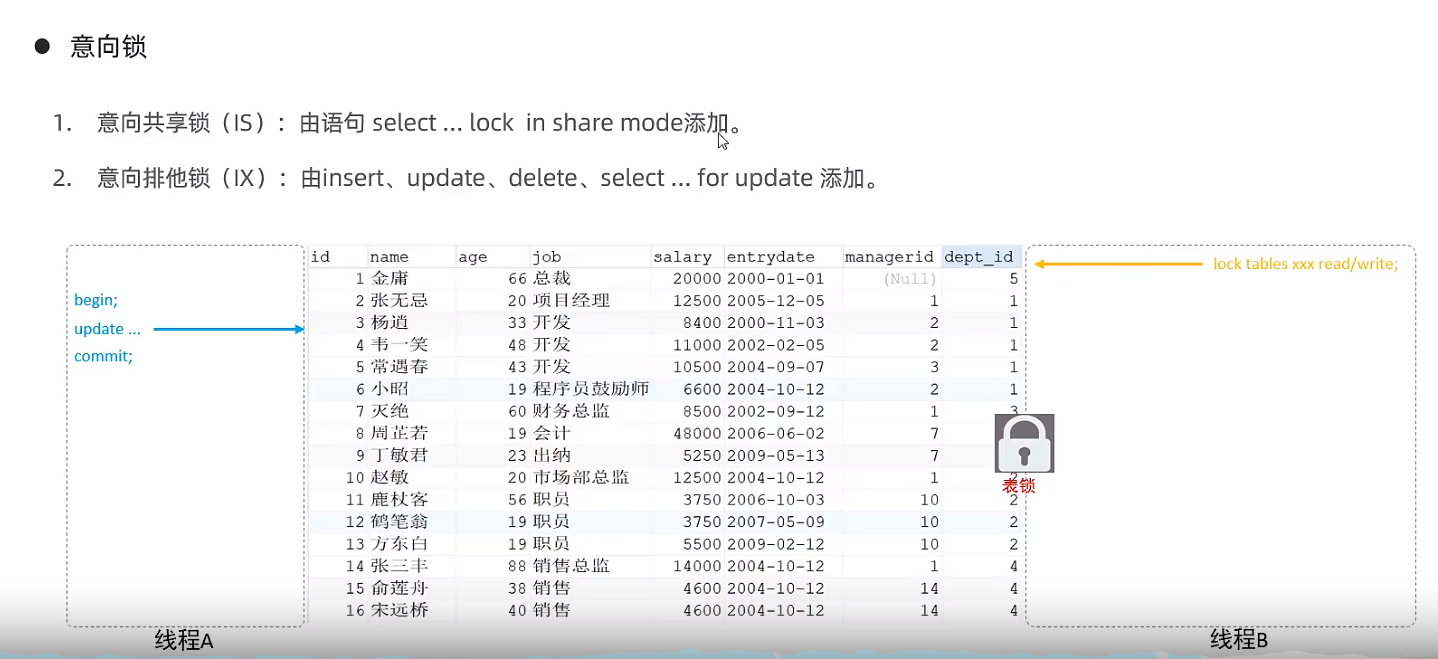 ● 意向锁
1. 意向共享锁（IS）：由语句 select ... lock in share mode添加。
2. 意向排他锁（IX）：由insert、update、delete、select ... for update 添加。
id name age job salary entrydate managerid dept_id
lock tables xxx read/write;
1 金庸 66 总裁 20000 2000-01-01 (Null) 5
begin;
2 张无忌 20 项目经理 12500 2005-12-05 1 1
update ...
3 杨逍 33 开发 8400 2000-11-03 2 1
4 韦一笑 48 开发 11000 2002-02-05 2 1
commit;
5 常遇春 43 开发 10500 2004-09-07 3 1
6 小昭 19 程序员鼓励师 6600 2004-10-12 2 1
7 灭绝 60 财务总监 8500 2002-09-12 1 3
8 周芷若 19 会计 48000 2006-06-02 7
9 丁敏君 23 出纳 5250 2009-05-13 7
10 赵敏 20 市场部总监 12500 2004-10-12 1 2
表锁
11 鹿杖客 56 职员 3750 2006-10-03 10 2
12 鹤笔翁 19 职员 3750 2007-05-09 10 2
13 方东白 19 职员 5500 2009-02-12 10 2
14 张三丰 88 销售总监 14000 2004-10-12 1 4
15 俞莲舟 38 销售 4600 2004-10-12 14 4
16 宋远桥 40 销售 4600 2004-10-12 14 4
线程A
线程B